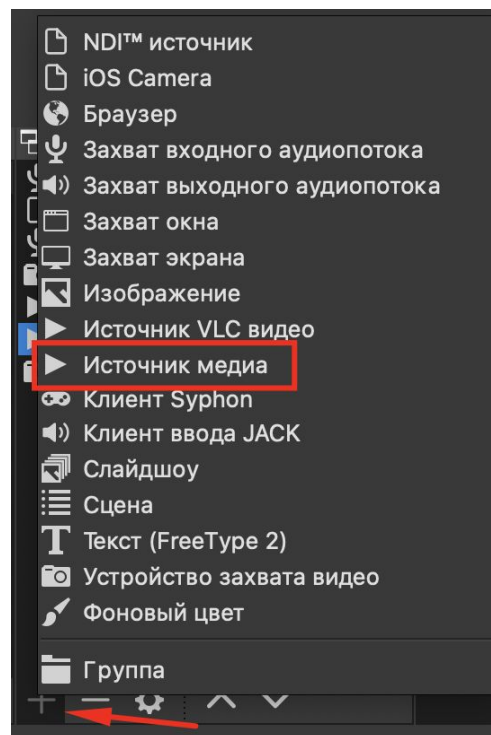 NDI™ источник
iOS Camera
Браузер
Захват входного аудиопотока
Захват выходного аудиопотока
Захват окна
Захват экрана
Изображение
Источник VLC видео
Источник медиа
Клиент Syphon
Клиент ввода JACK
Слайдшоу
Сцена
Текст (FreeType 2)
Устройство захвата видео
Фоновый цвет
Группа